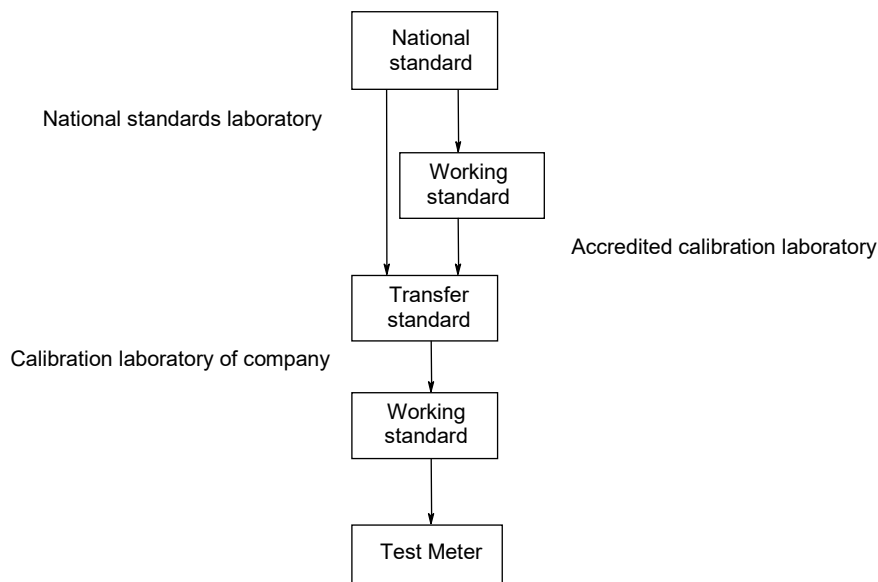 National
standard
National standards laboratory
Working
standard
Accredited calibration laboratory
Transfer
standard
Calibration laboratory of company
Working
standard
Test Meter